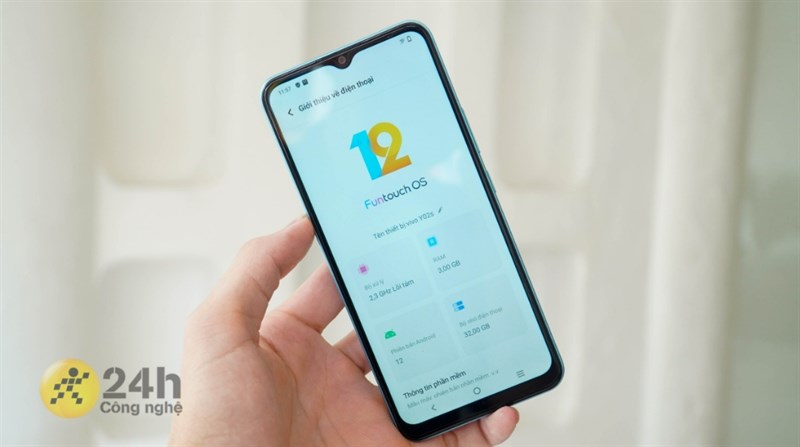 11:52
Giới thiệu về điện thoại
12
Funtouch OS
Tên thiết bị: vivo Y02s
Bộ xử lý
2,3 GHz Lõi tám
RAM
3,00 GB
Phiên bản Android
12
Bộ nhớ điện thoại
32,00 GB
Thông tin phần mềm
24h
Công nghệ